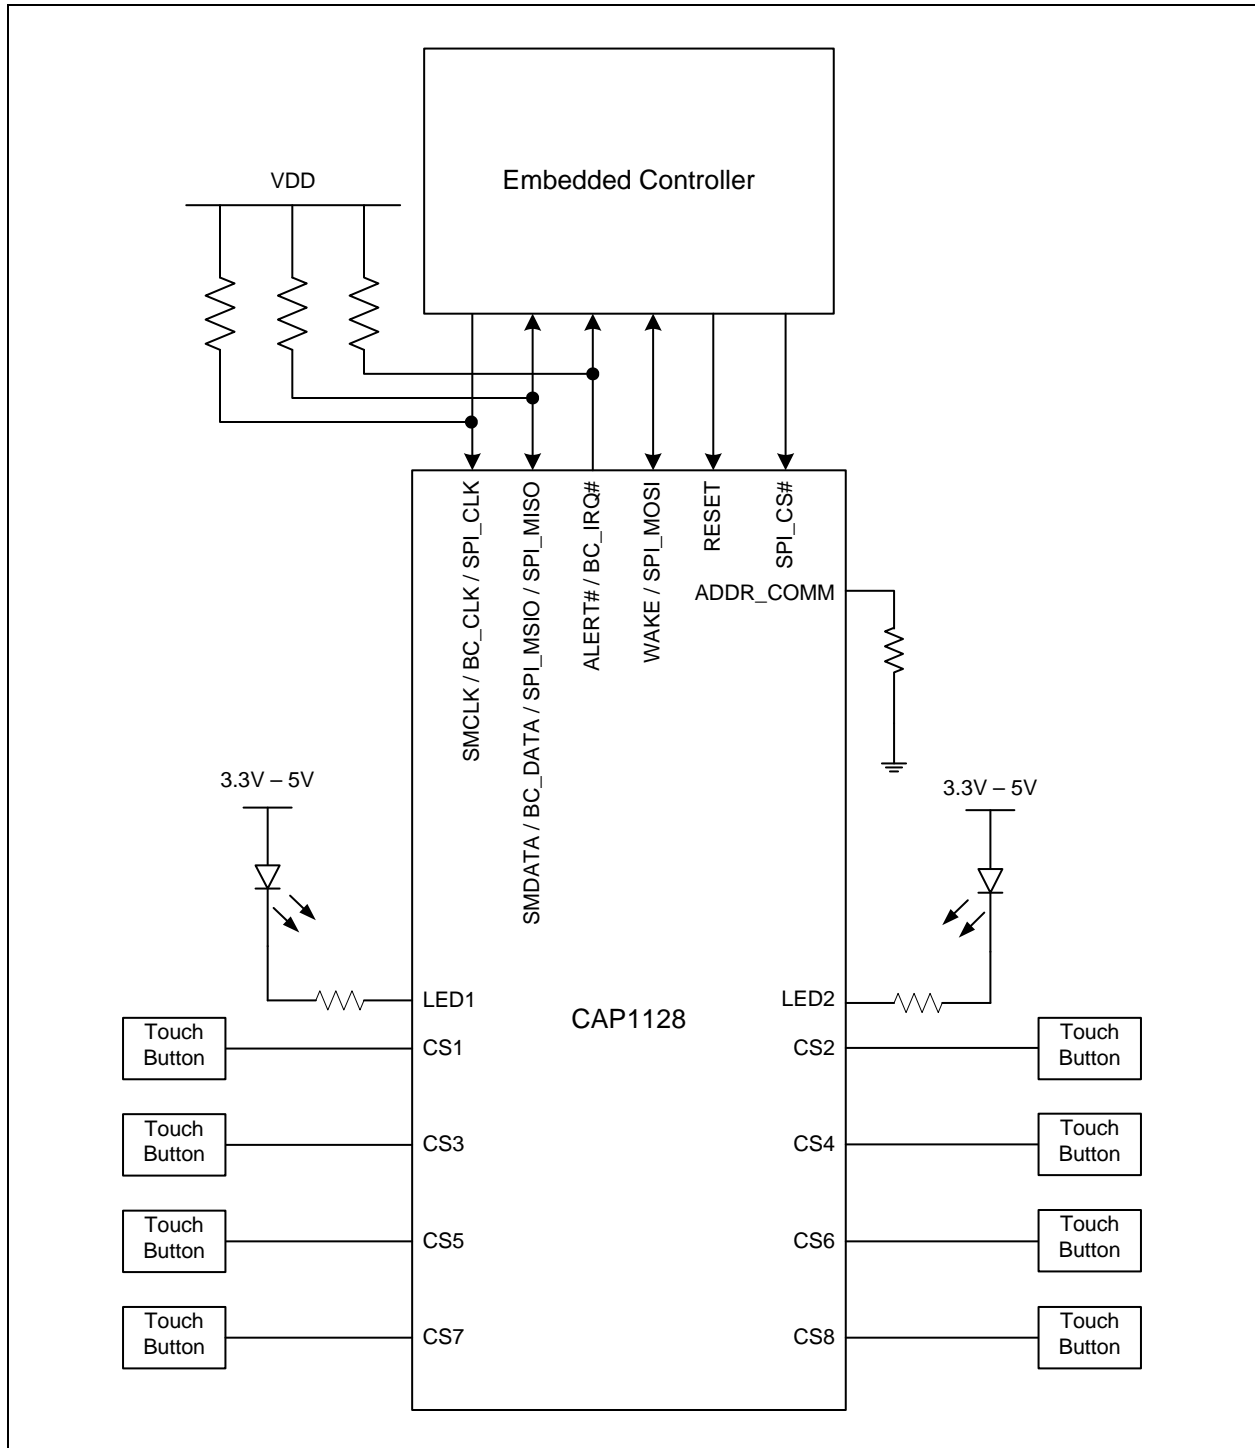 Embedded Controller
VDD
SMCLK / BC_CLK / SPI_CLK
SMDATA / BC_DATA / SPI_MSIO / SPI_MISO
ALERT# / BC_IRQ#
WAKE / SPI_MOSI
RESET
SPI_CS#
ADDR_COMM
3.3V – 5V
3.3V – 5V
LED1
LED2
CAP1128
Touch
Button
CS1
CS2
Touch
Button
Touch
Button
CS3
CS4
Touch
Button
Touch
Button
CS5
CS6
Touch
Button
Touch
Button
CS7
CS8
Touch
Button